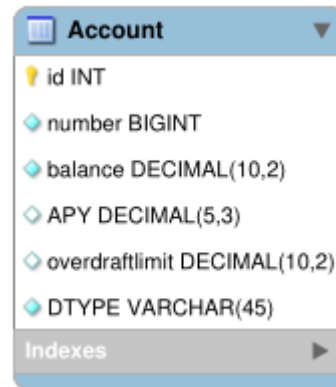 Account
id INT
number BIGINT
balance DECIMAL(10,2)
APY DECIMAL(5,3)
overdraftlimit DECIMAL(10,2)
DTYPE VARCHAR(45)
Indexes